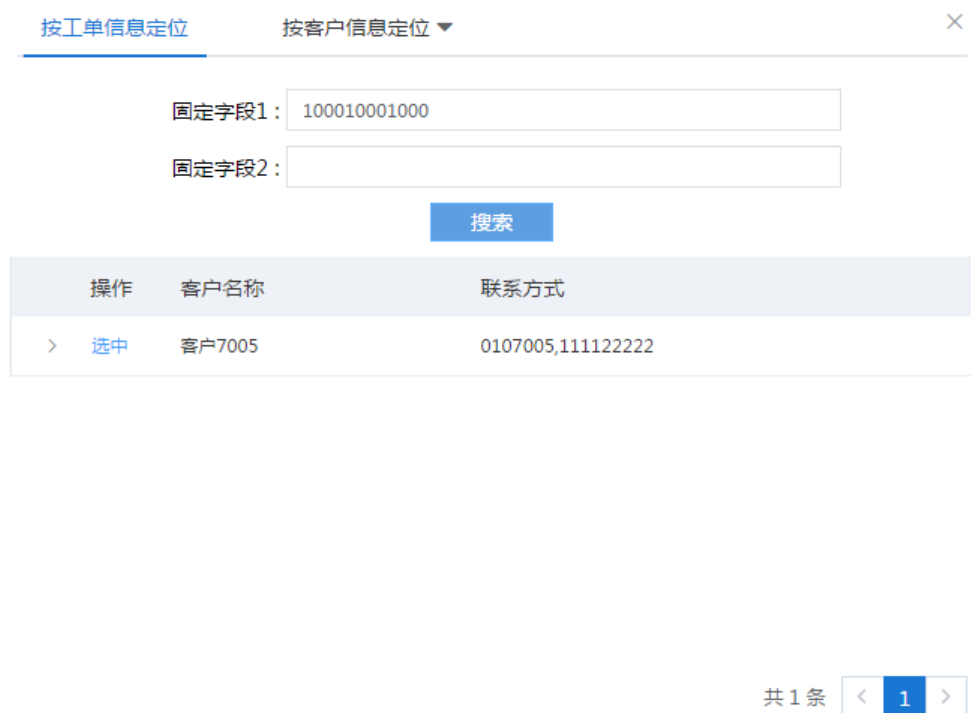 按工单信息定位 按客户信息定位
固定字段1: 100010001000
固定字段2:
搜索
操作 客户名称 联系方式
选中 客户7005 0107005,111122222
共 1 条 1